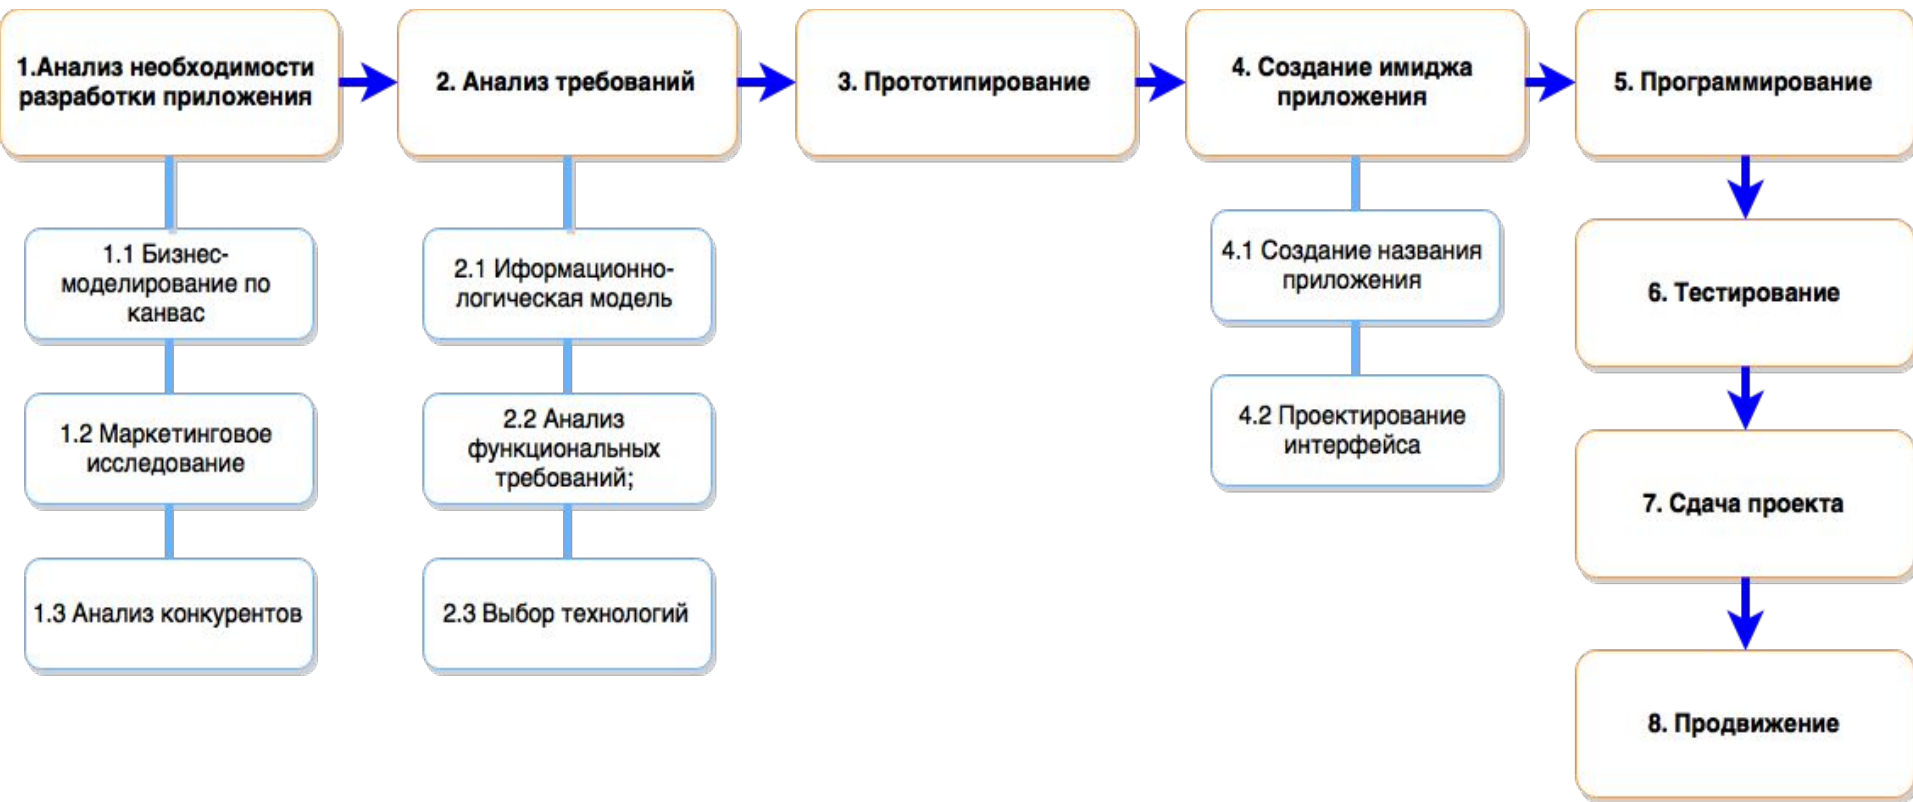 1.Анализ необходимости
разработки приложения
2. Анализ требований
3. Прототипирование
4. Создание имиджа
приложения
5. Программирование
1.1 Бизнес-
моделирование по
канвас
1.2 Маркетинговое
исследование
1.3 Анализ конкурентов
2.1 Иформационно-
логическая модель
2.2 Анализ
функциональных
требований;
2.3 Выбор технологий
4.1 Создание названия
приложения
4.2 Проектирование
интерфейса
6. Тестирование
7. Сдача проекта
8. Продвижение